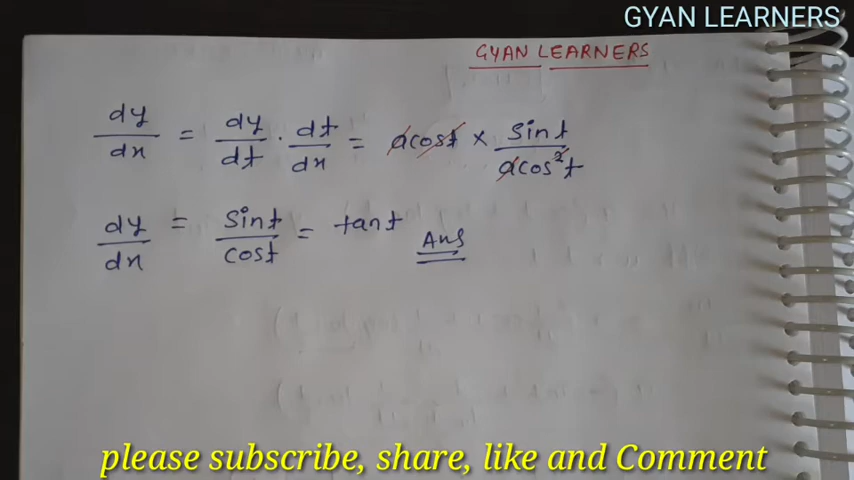 GYAN LEARNERS
GYAN LEARNERS
dy/dx = dy/dt · dt/dx = acost × sint/acos²t
dy/dx = sint/cost = tant Ans
please subscribe, share, like and Comment